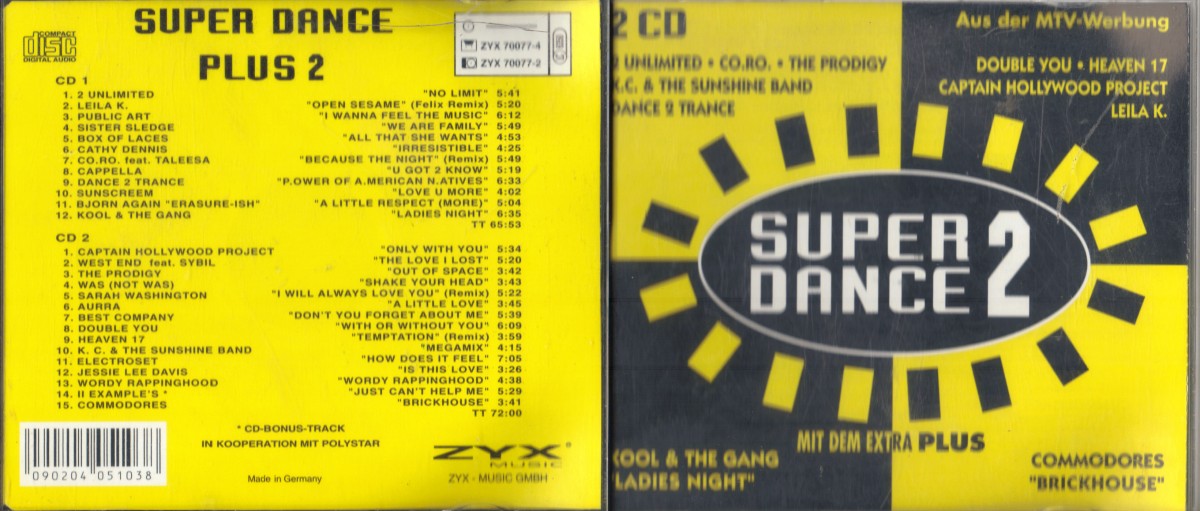 SUPER DANCE
PLUS 2
COMPACT
disc
DIGITAL AUDIO
ZYX 70077-4
ZYX 70077-2
CD 1
1. 2 UNLIMITED "NO LIMIT" 5:41
2. LEILA K. "OPEN SESAME" (Felix Remix) 5:20
3. PUBLIC ART "I WANNA FEEL THE MUSIC" 6:12
4. SISTER SLEDGE "WE ARE FAMILY" 5:49
5. BOX OF LACES "ALL THAT SHE WANTS" 4:53
6. CATHY DENNIS "IRRESISTIBLE" 4:25
7. CO.RO. feat. TALEESA "BECAUSE THE NIGHT" (Remix) 5:49
8. CAPPELLA "U GOT 2 KNOW" 5:19
9. DANCE 2 TRANCE "P.OWER OF A.MERICAN N.ATIVES" 6:33
10. SUNSCREEM "LOVE U MORE" 4:02
11. BJORN AGAIN "ERASURE-ISH" "A LITTLE RESPECT (MORE)" 5:04
12. KOOL & THE GANG "LADIES NIGHT" 6:35
TT 65:53
CD 2
1. CAPTAIN HOLLYWOOD PROJECT "ONLY WITH YOU" 5:34
2. WEST END feat. SYBIL "THE LOVE I LOST" 5:20
3. THE PRODIGY "OUT OF SPACE" 3:42
4. WAS (NOT WAS) "SHAKE YOUR HEAD" 3:43
5. SARAH WASHINGTON "I WILL ALWAYS LOVE YOU" (Remix) 5:22
6. AURRA "A LITTLE LOVE" 3:45
7. BEST COMPANY "DON'T YOU FORGET ABOUT ME" 5:39
8. DOUBLE YOU "WITH OR WITHOUT YOU" 6:09
9. HEAVEN 17 "TEMPTATION" (Remix) 3:59
10. K. C. & THE SUNSHINE BAND "MEGAMIX" 4:15
11. ELECTROSET "HOW DOES IT FEEL" 7:05
12. JESSIE LEE DAVIS "IS THIS LOVE" 3:26
13. WORDY RAPPINGHOOD "WORDY RAPPINGHOOD" 4:38
14. II EXAMPLE'S * "JUST CAN'T HELP ME" 5:29
15. COMMODORES "BRICKHOUSE" 3:41
TT 72:00
* CD-BONUS-TRACK
IN KOOPERATION MIT POLYSTAR
090204 051038
Made in Germany
ZYX
MUSIC
ZYX - MUSIC GMBH
2 CD
Aus der MTV-Werbung
2 UNLIMITED • CO.RO. • THE PRODIGY
K.C. & THE SUNSHINE BAND
DANCE 2 TRANCE
DOUBLE YOU • HEAVEN 17
CAPTAIN HOLLYWOOD PROJECT
LEILA K.
SUPER
DANCE 2
MIT DEM EXTRA PLUS
KOOL & THE GANG
"LADIES NIGHT"
COMMODORES
"BRICKHOUSE"